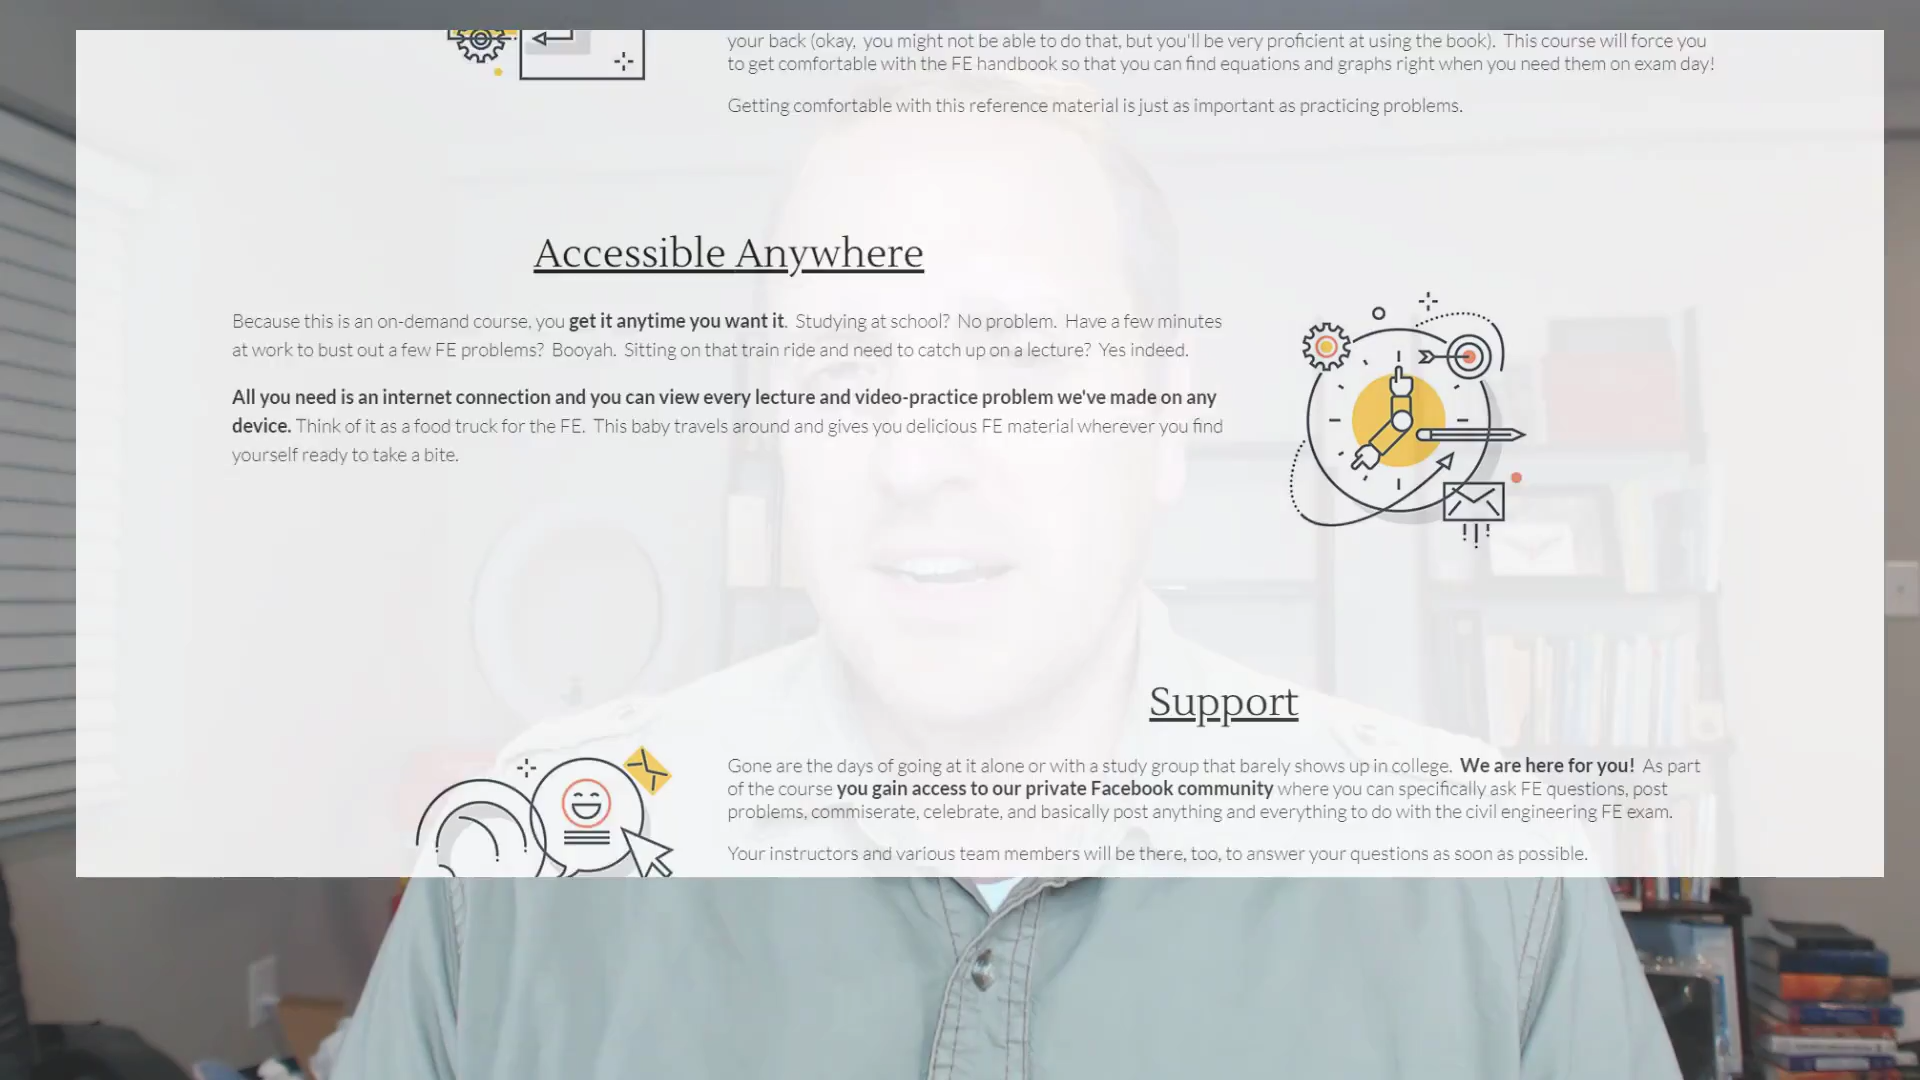 your back (okay, you might not be able to do that, but you'll be very proficient at using the book). This course will force you
to get comfortable with the FE handbook so that you can find equations and graphs right when you need them on exam day!
Getting comfortable with this reference material is just as important as practicing problems.
Accessible Anywhere
Because this is an on-demand course, you get it anytime you want it. Studying at school? No problem. Have a few minutes
at work to bust out a few FE problems? Booyah. Sitting on that train ride and need to catch up on a lecture? Yes indeed.
All you need is an internet connection and you can view every lecture and video-practice problem we've made on any
device. Think of it as a food truck for the FE. This baby travels around and gives you delicious FE material wherever you find
yourself ready to take a bite.
Support
Gone are the days of going at it alone or with a study group that barely shows up in college. We are here for you! As part
of the course you gain access to our private Facebook community where you can specifically ask FE questions, post
problems, commiserate, celebrate, and basically post anything and everything to do with the civil engineering FE exam.
Your instructors and various team members will be there, too, to answer your questions as soon as possible.